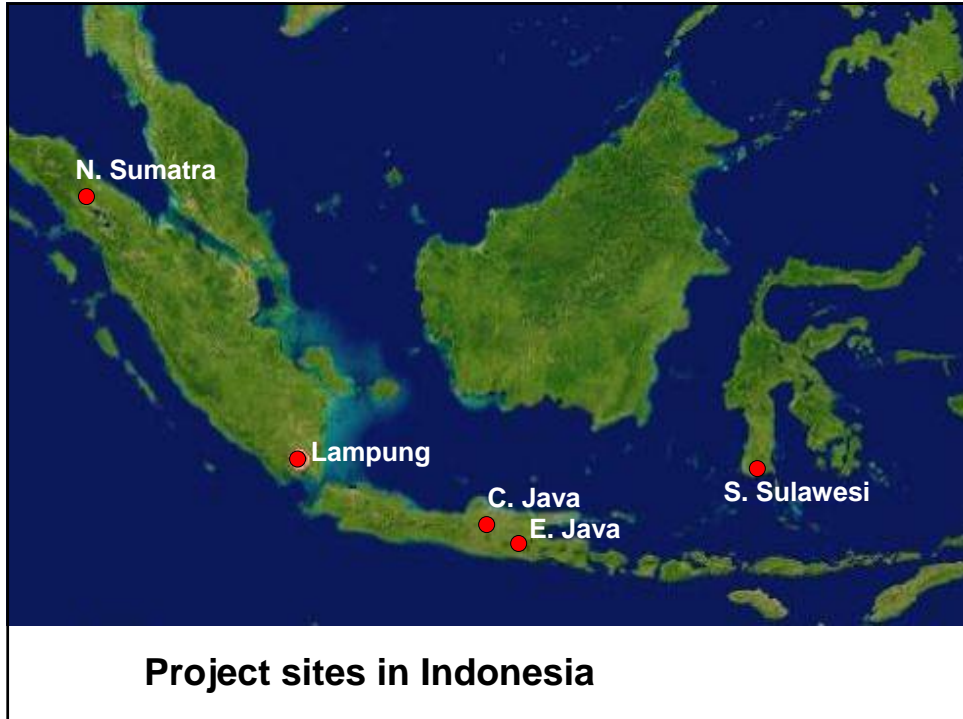 N. Sumatra
Lampung
S. Sulawesi
C. Java
E. Java
Project sites in Indonesia